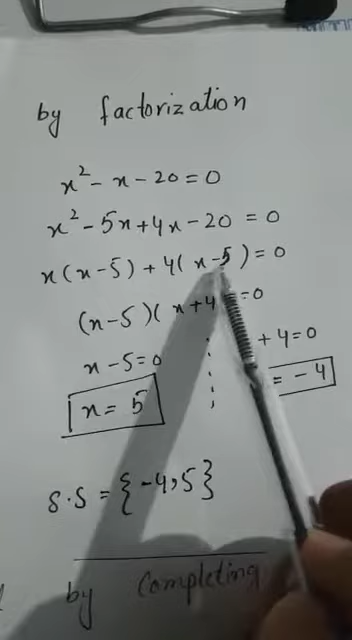 by factorization
x² - x - 20 = 0
x² - 5x + 4x - 20 = 0
x(x-5) + 4(x-5) = 0
(x-5)(x+4 =0
x-5=0 +4=0
x = 5 = -4
S.S = {-4,5}
by completing